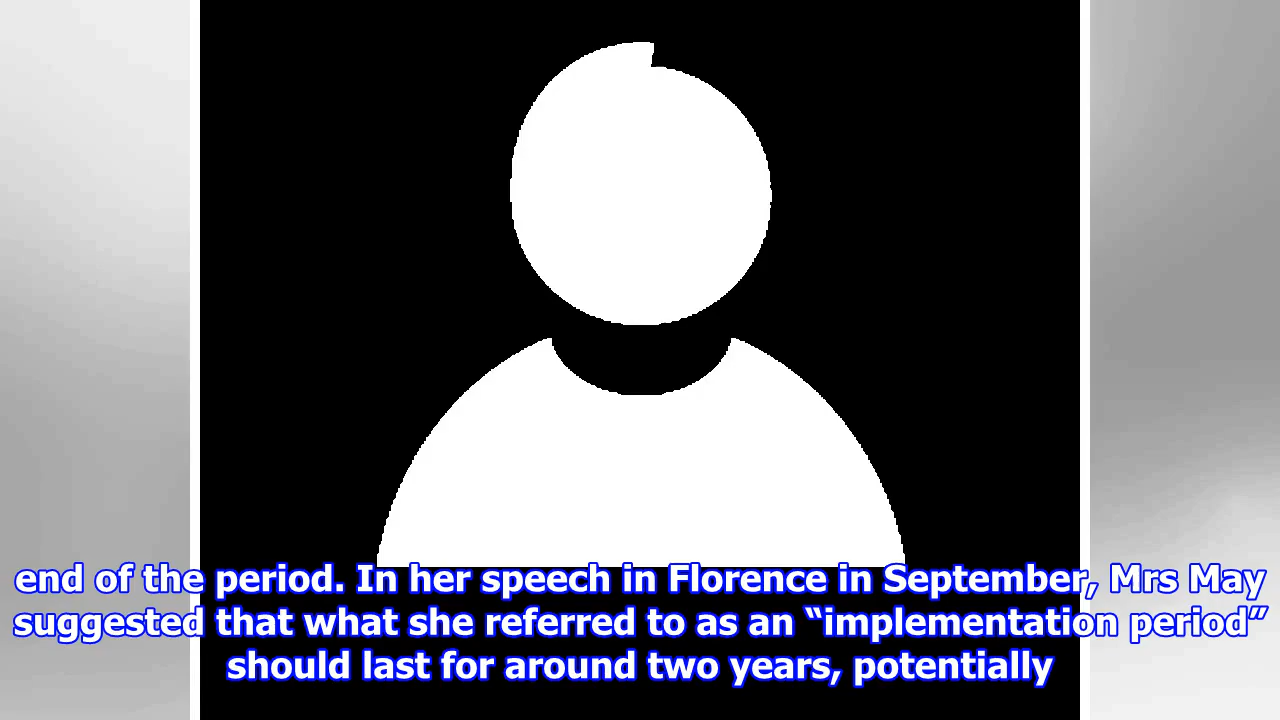 end of the period. In her speech in Florence in September, Mrs May
suggested that what she referred to as an “implementation period”
should last for around two years, potentially